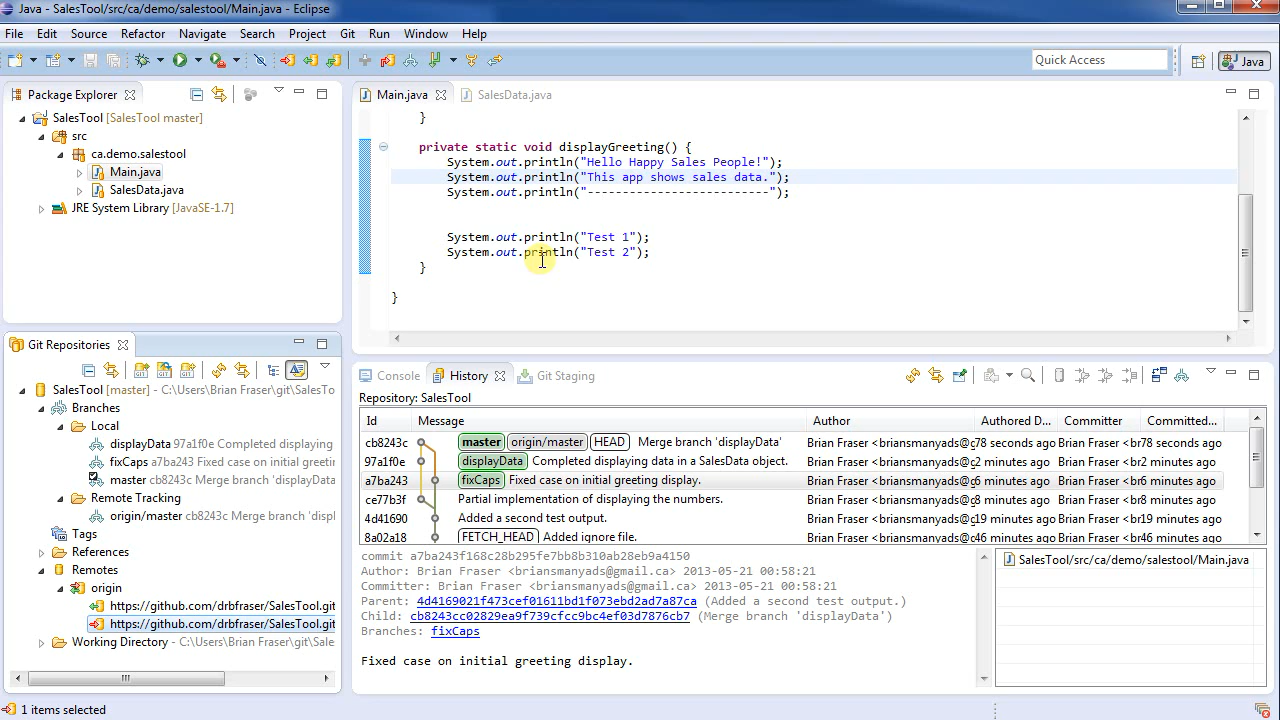 Java - SalesTool/src/ca/demo/salestool/Main.java - Eclipse
File Edit Source Refactor Navigate Search Project Git Run Window Help
Quick Access
Java
Package Explorer
SalesTool [SalesTool master]
src
ca.demo.salestool
Main.java
SalesData.java
JRE System Library [JavaSE-1.7]
Main.java
SalesData.java
}
private static void displayGreeting() {
System.out.println("Hello Happy Sales People!");
System.out.println("This app shows sales data.");
System.out.println("--------------------------");
System.out.println("Test 1");
System.out.println("Test 2");
}
}
Git Repositories
SalesTool [master] - C:\Users\Brian Fraser\git\SalesTo
Branches
Local
displayData 97a1f0e Completed displaying
fixCaps a7ba243 Fixed case on initial greetin
master cb8243c Merge branch 'displayData'
Remote Tracking
origin/master cb8243c Merge branch 'displ
Tags
References
Remotes
origin
https://github.com/drbfraser/SalesTool.git
https://github.com/drbfraser/SalesTool.git
Working Directory - C:\Users\Brian Fraser\git\Sale
Console
History
Git Staging
Repository: SalesTool
Id Message Author Authored D... Committer Committed...
cb8243c master origin/master HEAD Merge branch 'displayData' Brian Fraser <briansmanyads@g 78 seconds ago Brian Fraser <br 78 seconds ago
97a1f0e displayData Completed displaying data in a SalesData object. Brian Fraser <briansmanyads@g 2 minutes ago Brian Fraser <br 2 minutes ago
a7ba243 fixCaps Fixed case on initial greeting display. Brian Fraser <briansmanyads@g 6 minutes ago Brian Fraser <br 6 minutes ago
ce77b3f Partial implementation of displaying the numbers. Brian Fraser <briansmanyads@g 8 minutes ago Brian Fraser <br 8 minutes ago
4d41690 Added a second test output. Brian Fraser <briansmanyads@g 19 minutes ago Brian Fraser <br 19 minutes ago
8a02a18 FETCH_HEAD Added ignore file. Brian Fraser <briansmanyads@g 46 minutes ago Brian Fraser <br 46 minutes ago
commit a7ba243f168c28b295fe7bb8b310ab28eb9a4150
Author: Brian Fraser <briansmanyads@gmail.ca> 2013-05-21 00:58:21
Committer: Brian Fraser <briansmanyads@gmail.ca> 2013-05-21 00:58:21
Parent: 4d4169021f473cef01611bd1f073ebd2ad7a87ca (Added a second test output.)
Child: cb8243cc02829ea9f739cfcc9bc4ef03d7876cb7 (Merge branch 'displayData')
Branches: fixCaps
Fixed case on initial greeting display.
SalesTool/src/ca/demo/salestool/Main.java
1 items selected